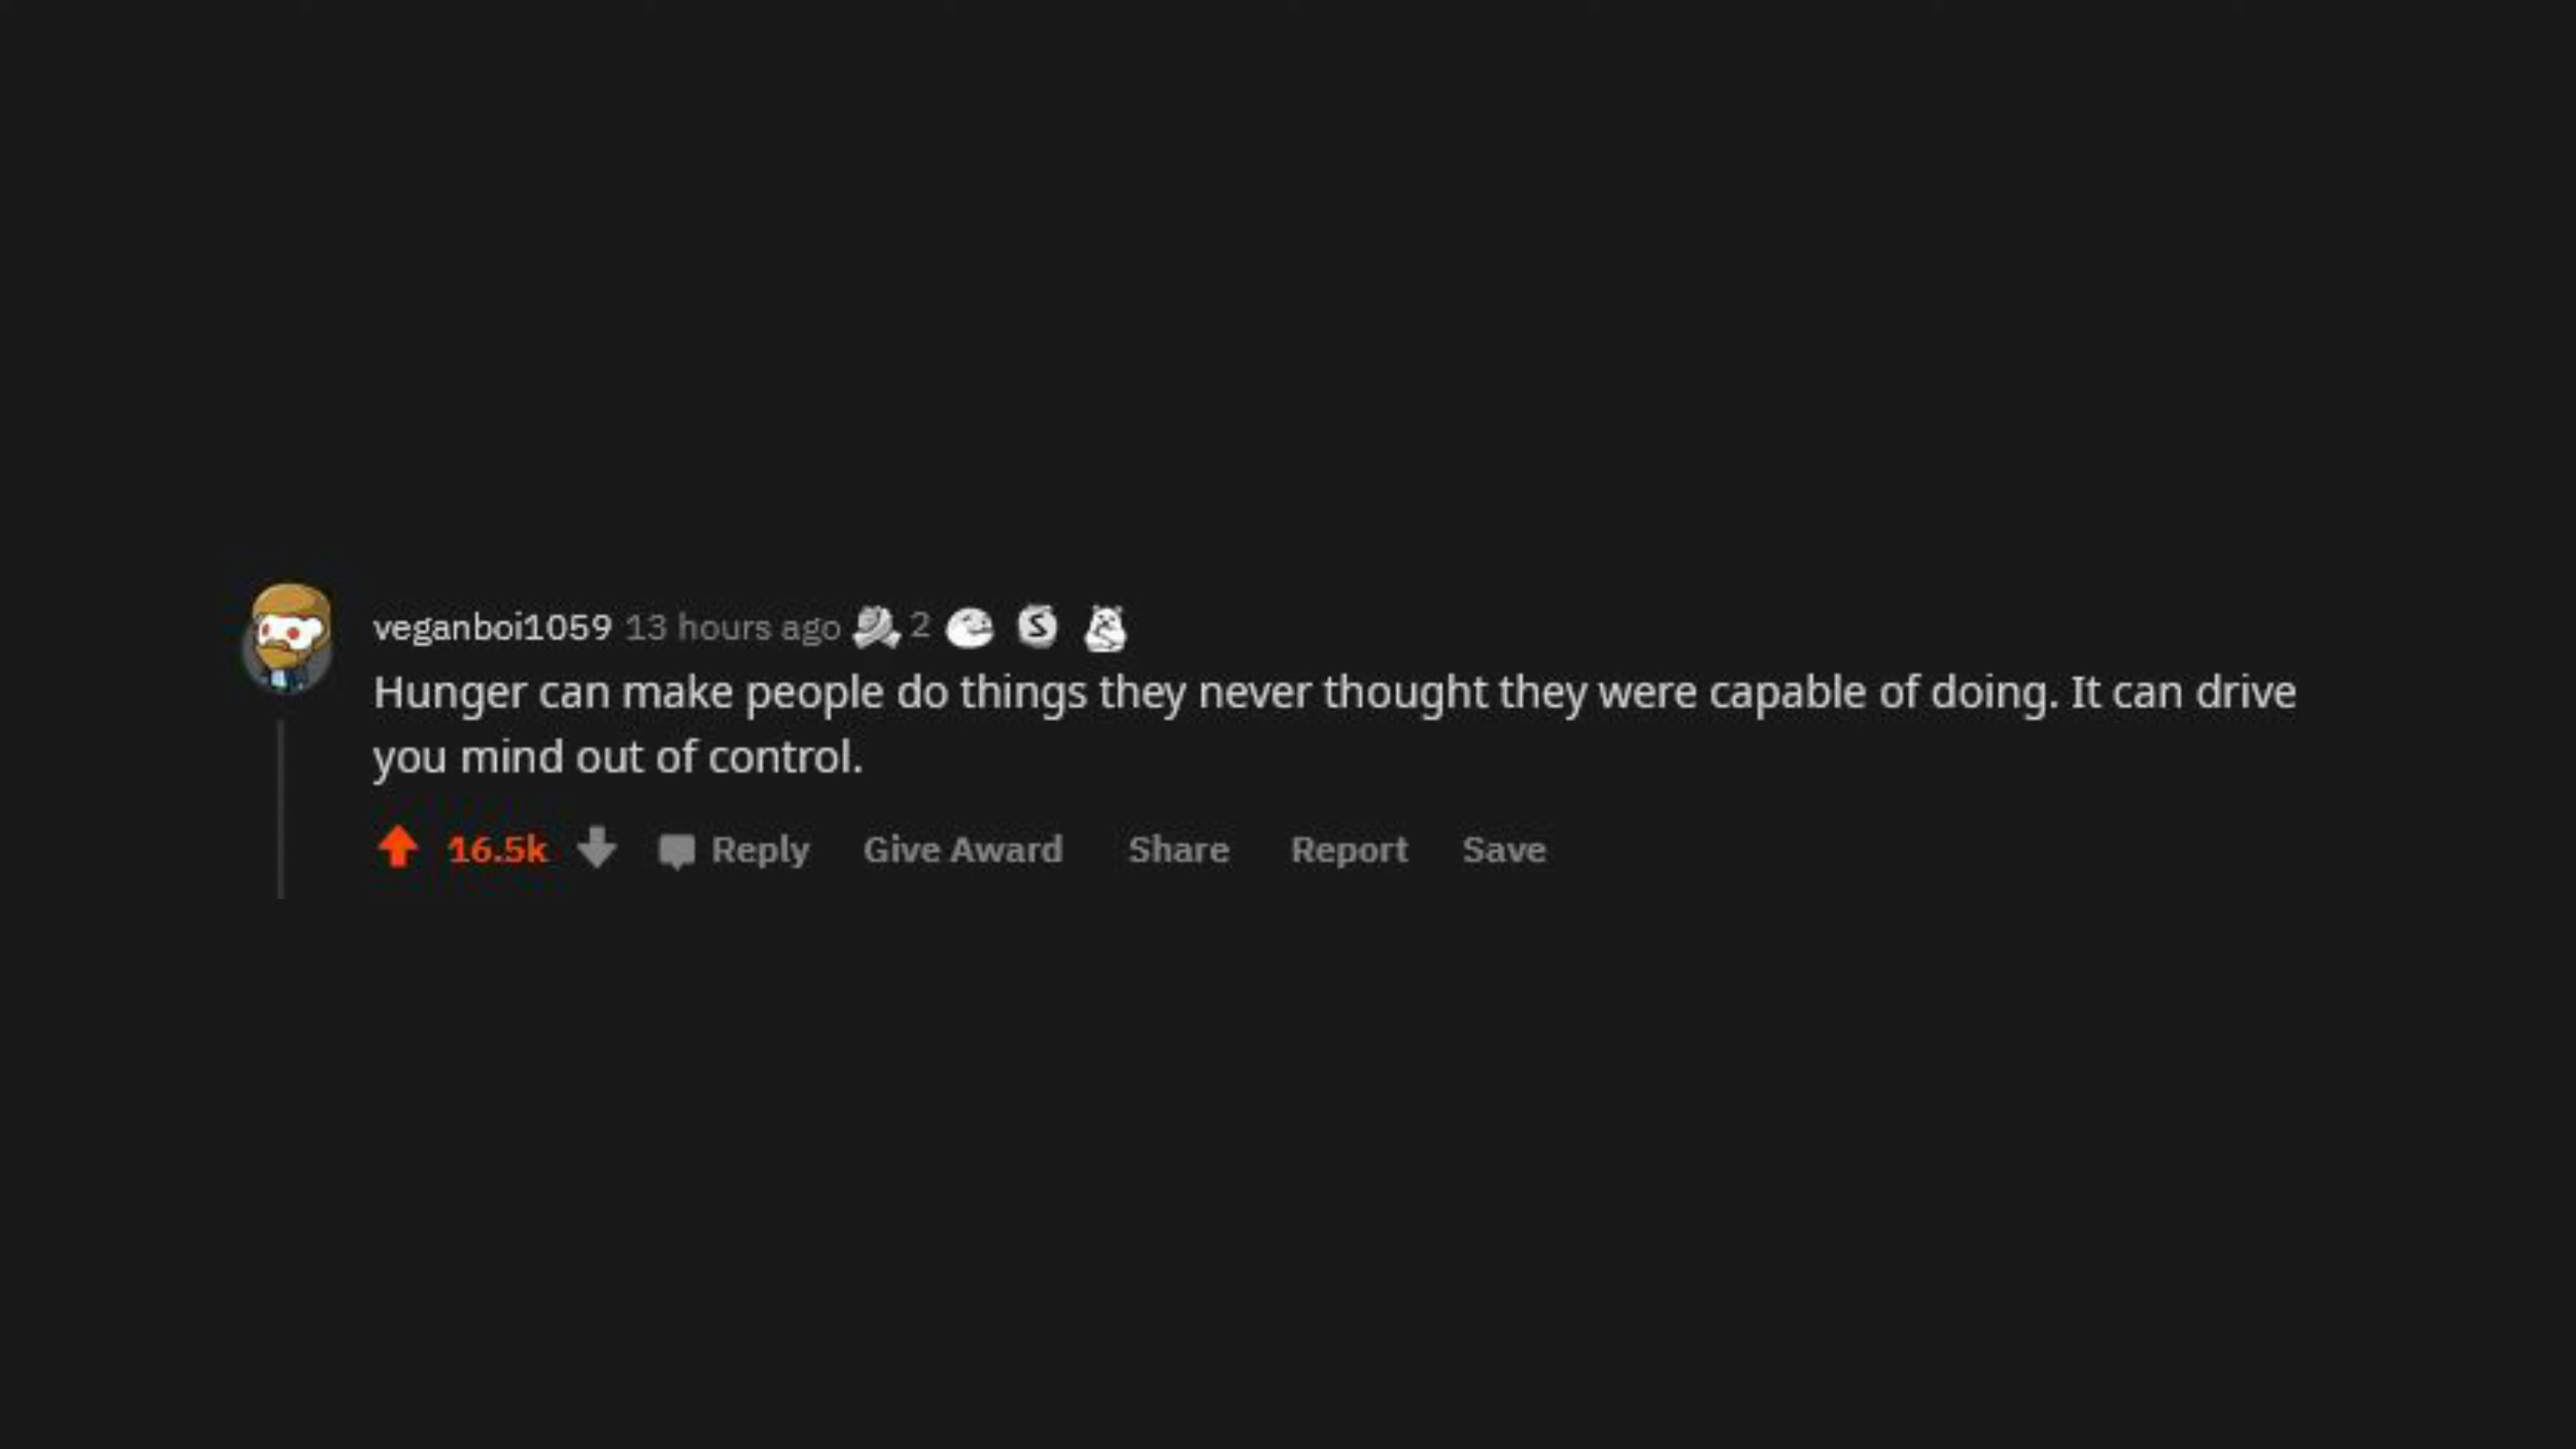 veganboi1059 13 hours ago 2 S
Hunger can make people do things they never thought they were capable of doing. It can drive
you mind out of control.
16.5k Reply Give Award Share Report Save